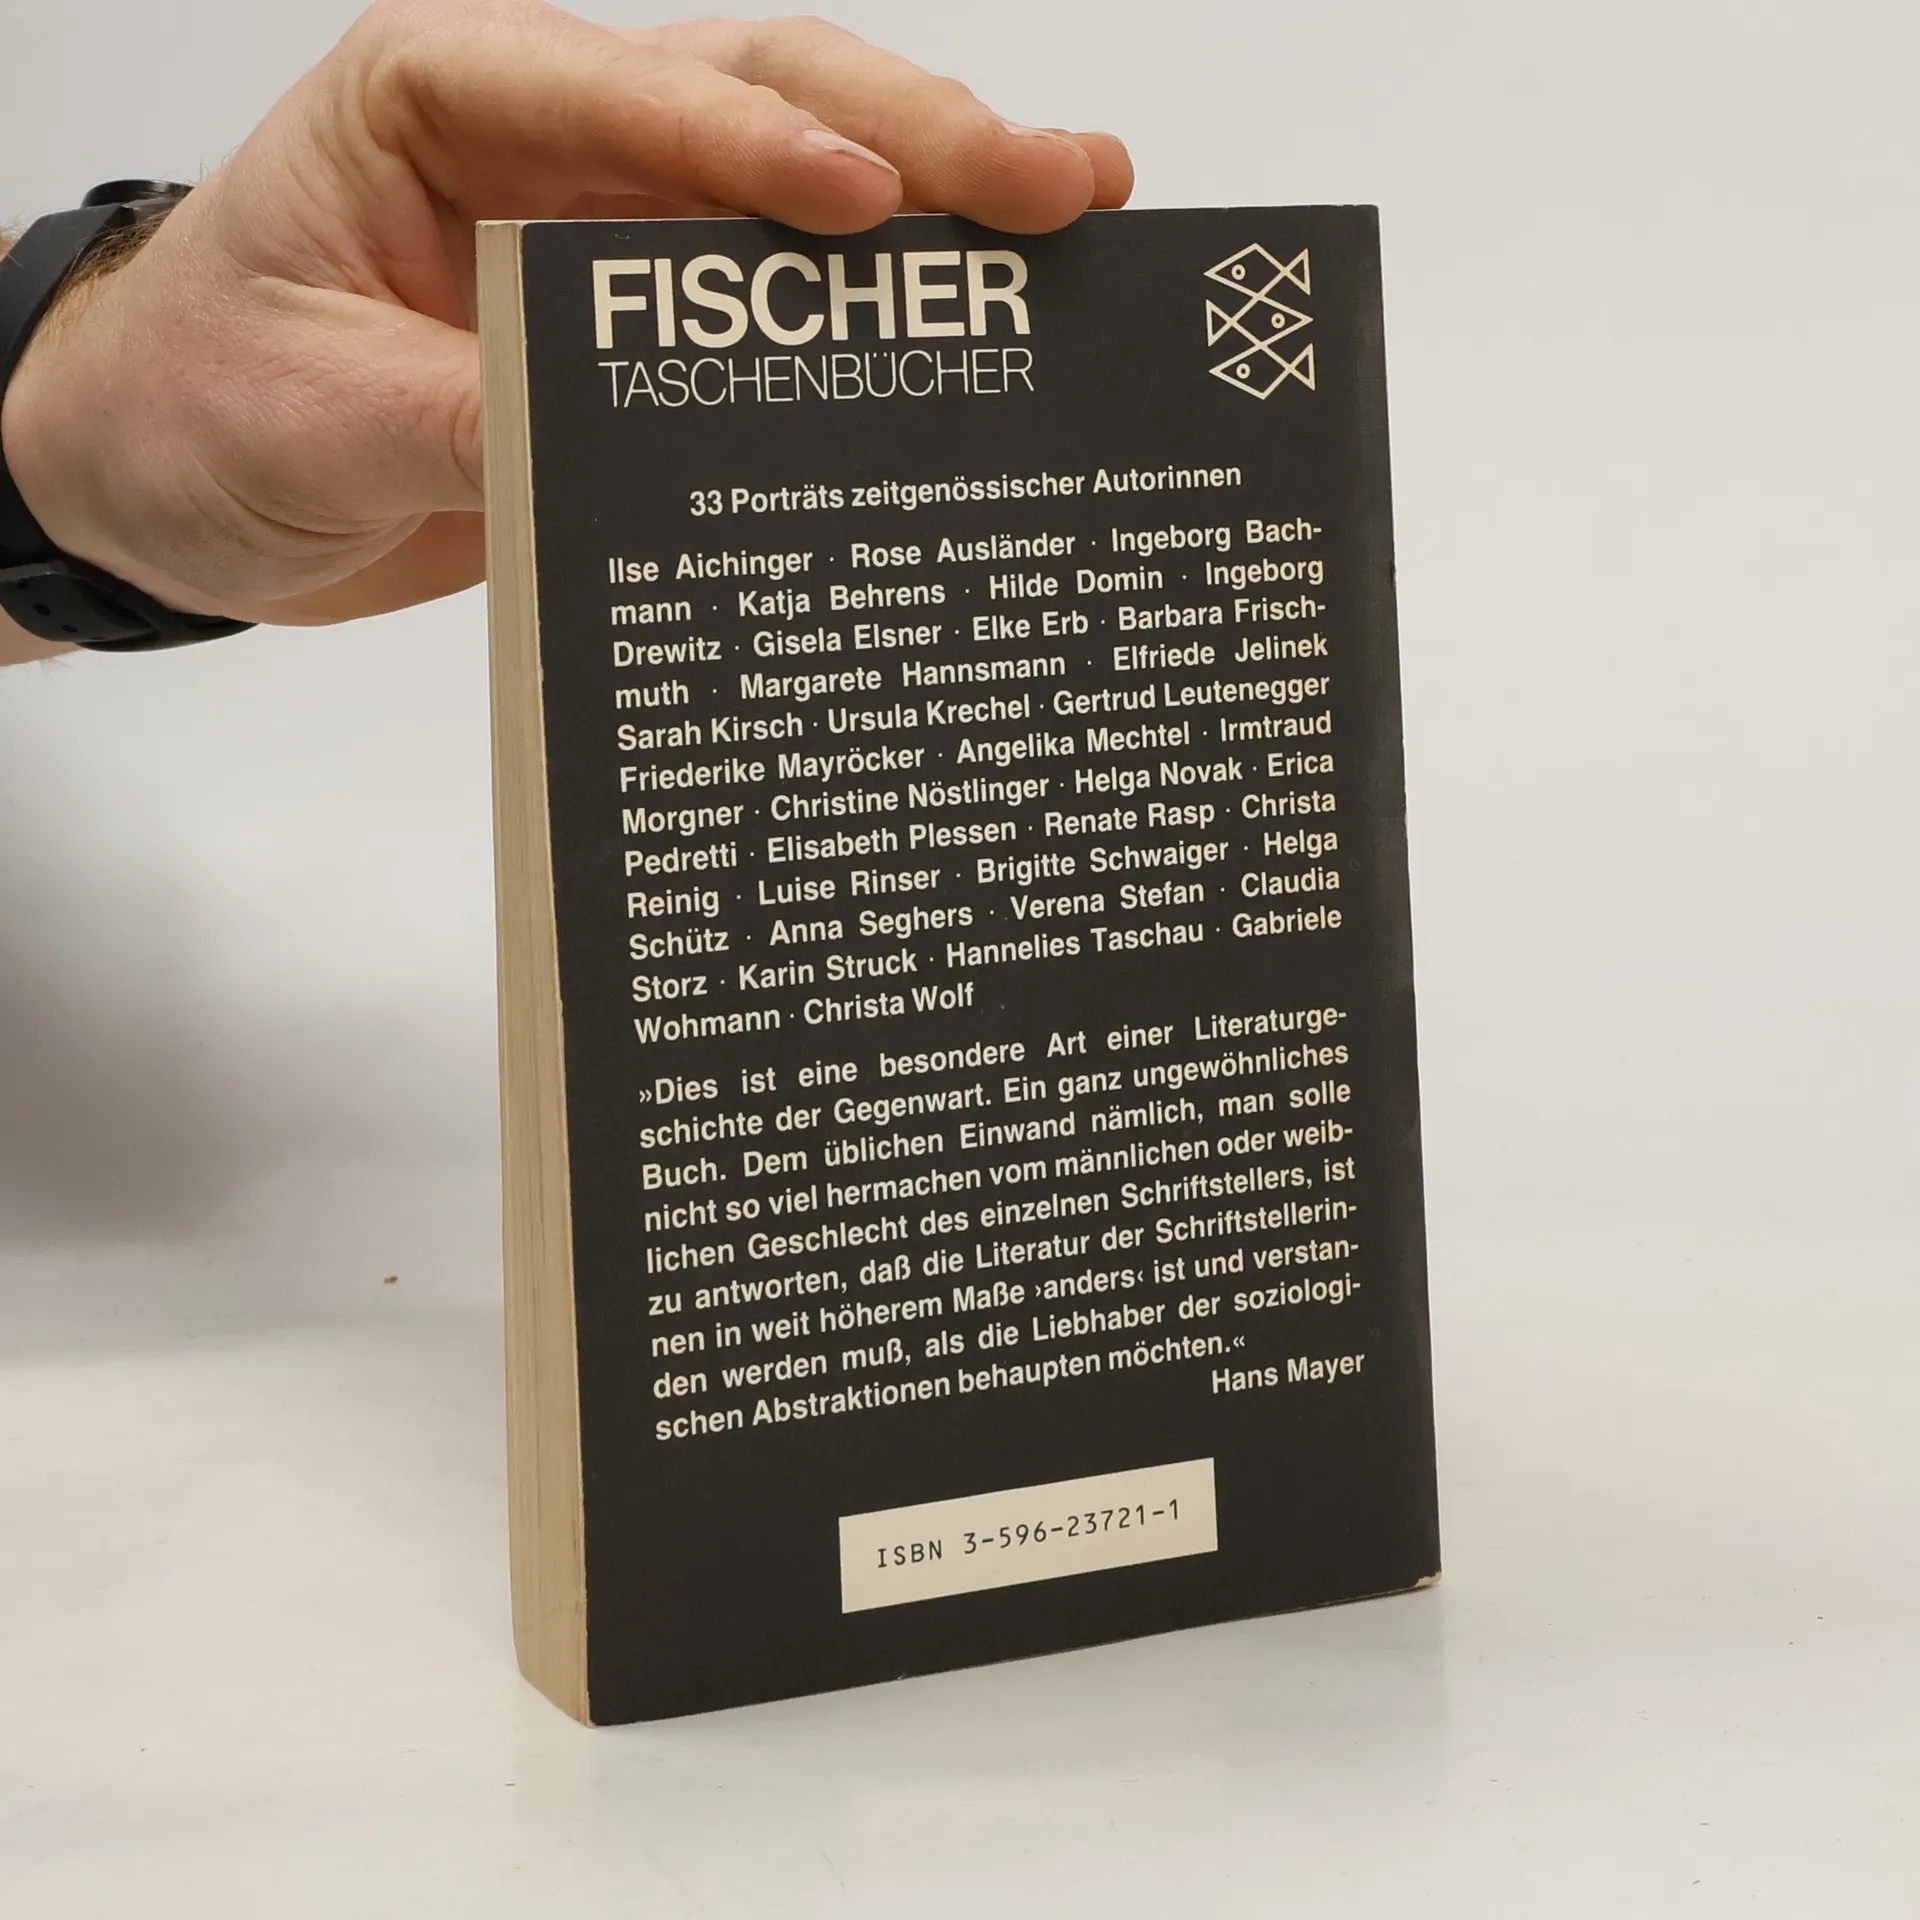 FISCHER
TASCHENBÜCHER
33 Porträts zeitgenössischer Autorinnen
Ilse Aichinger · Rose Ausländer · Ingeborg Bach-
mann · Katja Behrens · Hilde Domin · Ingeborg
Drewitz · Gisela Elsner · Elke Erb · Barbara Frisch-
muth · Margarete Hannsmann · Elfriede Jelinek
Sarah Kirsch · Ursula Krechel · Gertrud Leutenegger
Friederike Mayröcker · Angelika Mechtel · Irmtraud
Morgner · Christine Nöstlinger · Helga Novak · Erica
Pedretti · Elisabeth Plessen · Renate Rasp · Christa
Reinig · Luise Rinser · Brigitte Schwaiger · Helga
Schütz · Anna Seghers · Verena Stefan · Claudia
Storz · Karin Struck · Hannelies Taschau · Gabriele
Wohmann · Christa Wolf
»Dies ist eine besondere Art einer Literaturge-
schichte der Gegenwart. Ein ganz ungewöhnliches
Buch. Dem üblichen Einwand nämlich, man solle
nicht so viel hermachen vom männlichen oder weib-
lichen Geschlecht des einzelnen Schriftstellers, ist
zu antworten, daß die Literatur der Schriftstellerin-
nen in weit höherem Maße ›anders‹ ist und verstan-
den werden muß, als die Liebhaber der soziologi-
schen Abstraktionen behaupten möchten.«
Hans Mayer
ISBN 3-596-23721-1